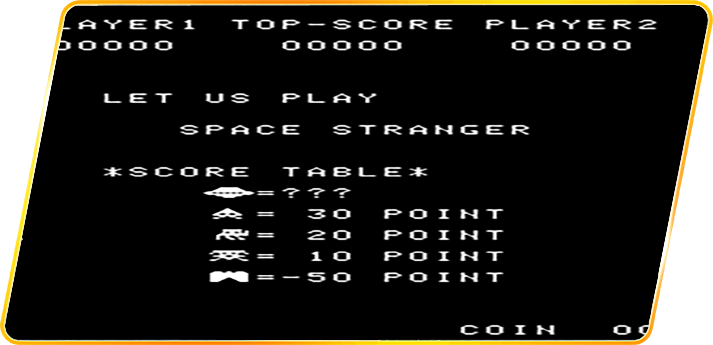 LAYER1 TOP-SCORE PLAYER2
00000 00000 00000
LET US PLAY
SPACE STRANGER
*SCORE TABLE*
=???
= 30 POINT
= 20 POINT
= 10 POINT
=-50 POINT
COIN 00